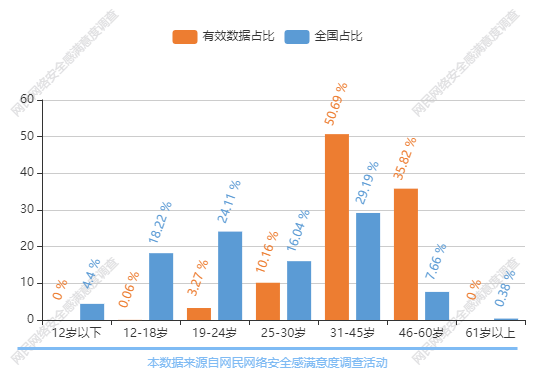 网民网络安全感满意度调查 网民网络安全感满意度调查
有效数据占比 全国占比
60
50
40
30
20
10
0
0 % 4.4 % 0.06 % 18.22 % 3.27 % 24.11 % 10.16 % 16.04 % 50.69 % 29.19 % 35.82 % 7.66 % 0 % 0.38 %
12岁以下 12-18岁 19-24岁 25-30岁 31-45岁 46-60岁 61岁以上
网民网络安全感满意度调查 网民网络安全感满意度调查
本数据来源自网民网络安全感满意度调查活动